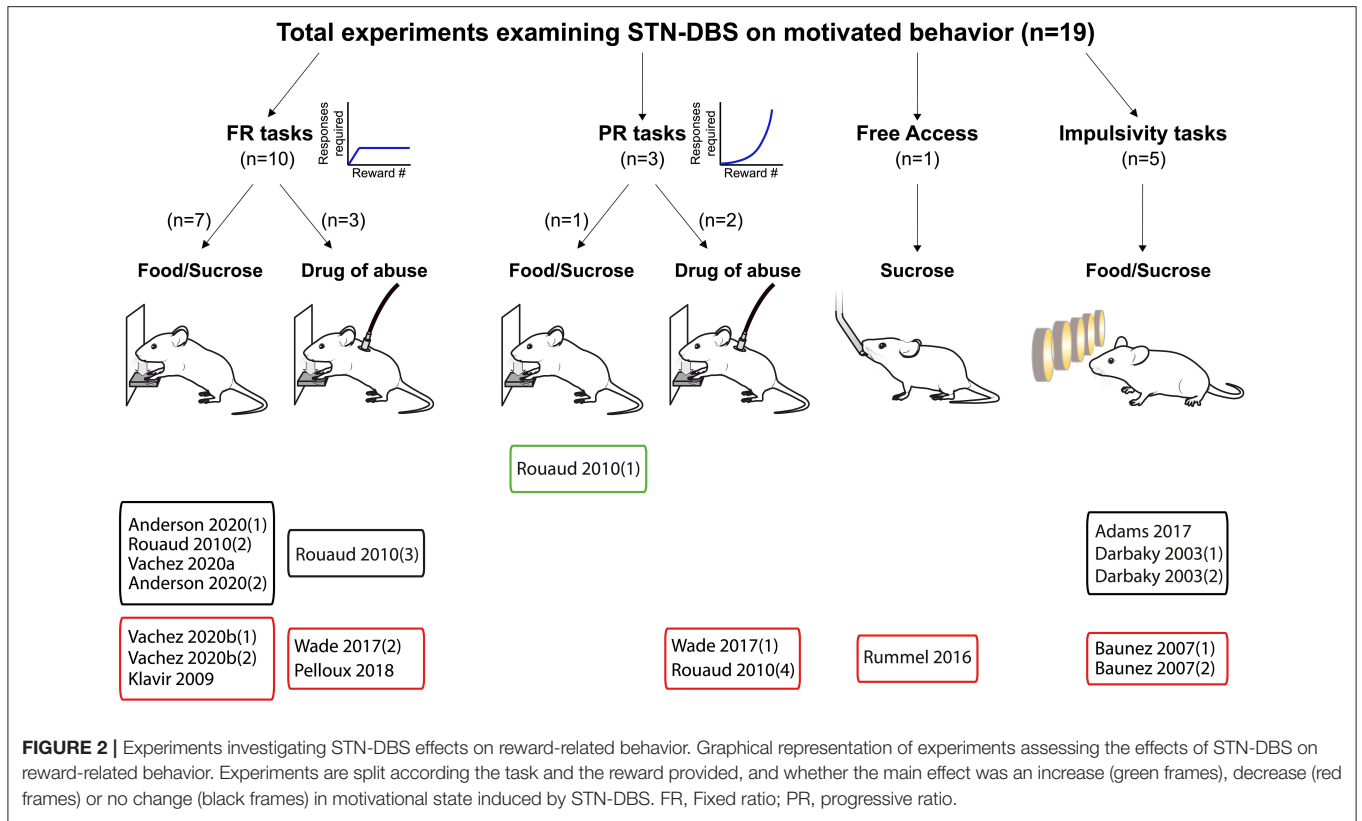 Total experiments examining STN-DBS on motivated behavior (n=19)
FR tasks
(n=10)
Responses
required
Reward #
PR tasks
(n=3)
Responses
required
Reward #
Free Access
(n=1)
Impulsivity tasks
(n=5)
(n=7)
(n=3)
(n=1)
(n=2)
Food/Sucrose
Drug of abuse
Food/Sucrose
Drug of abuse
Sucrose
Food/Sucrose
Rouaud 2010(1)
Anderson 2020(1)
Rouaud 2010(2)
Vachez 2020a
Anderson 2020(2)
Rouaud 2010(3)
Adams 2017
Darbaky 2003(1)
Darbaky 2003(2)
Vachez 2020b(1)
Vachez 2020b(2)
Klavir 2009
Wade 2017(2)
Pelloux 2018
Wade 2017(1)
Rouaud 2010(4)
Rummel 2016
Baunez 2007(1)
Baunez 2007(2)
FIGURE 2 | Experiments investigating STN-DBS effects on reward-related behavior. Graphical representation of experiments assessing the effects of STN-DBS on
reward-related behavior. Experiments are split according the task and the reward provided, and whether the main effect was an increase (green frames), decrease (red
frames) or no change (black frames) in motivational state induced by STN-DBS. FR, Fixed ratio; PR, progressive ratio.